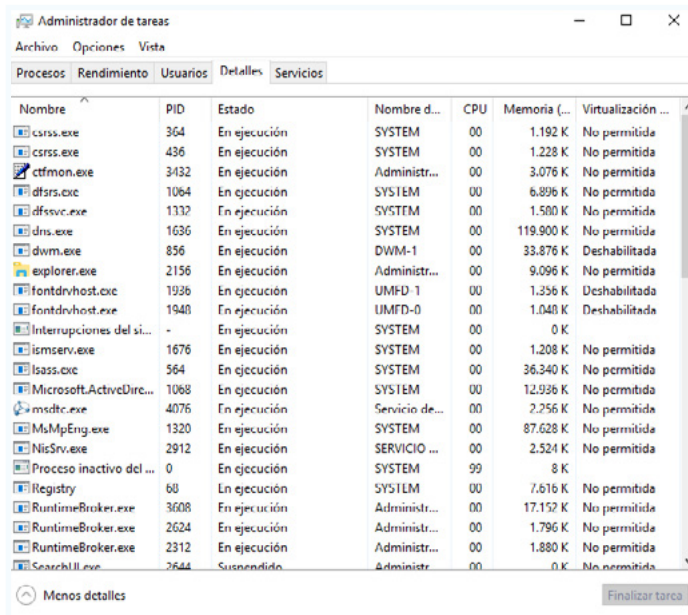 Administrador de tareas
Archivo Opciones Vista
Procesos Rendimiento Usuarios Detalles Servicios
Nombre PID Estado Nombre d... CPU Memoria (... Virtualización ...
csrss.exe 364 En ejecución SYSTEM 00 1.192 K No permitida
csrss.exe 436 En ejecución SYSTEM 00 1.228 K No permitida
ctfmon.exe 3432 En ejecución Administr... 00 3.076 K No permitida
dfsrs.exe 1064 En ejecución SYSTEM 00 6.896 K No permitida
dfssvc.exe 1332 En ejecución SYSTEM 00 1.580 K No permitida
dns.exe 1636 En ejecución SYSTEM 00 119.900 K No permitida
dwm.exe 856 En ejecución DWM-1 00 33.876 K Deshabilitada
explorer.exe 2156 En ejecución Administr... 00 9.096 K No permitida
fontdrvhost.exe 1936 En ejecución UMFD-1 00 1.356 K Deshabilitada
fontdrvhost.exe 1948 En ejecución UMFD-0 00 1.048 K Deshabilitada
Interrupciones del si... - En ejecución SYSTEM 00 0 K
ismserv.exe 1676 En ejecución SYSTEM 00 1.208 K No permitida
lsass.exe 564 En ejecución SYSTEM 00 36.340 K No permitida
Microsoft.ActiveDire... 1068 En ejecución SYSTEM 00 12.936 K No permitida
msdtc.exe 4076 En ejecución Servicio de... 00 2.256 K No permitida
MsMpEng.exe 1320 En ejecución SYSTEM 00 87.628 K No permitida
NisSrv.exe 2912 En ejecución SERVICIO ... 00 2.524 K No permitida
Proceso inactivo del ... 0 En ejecución SYSTEM 99 8 K
Registry 68 En ejecución SYSTEM 00 7.616 K No permitida
RuntimeBroker.exe 3608 En ejecución Administr... 00 17.152 K No permitida
RuntimeBroker.exe 2624 En ejecución Administr... 00 1.796 K No permitida
RuntimeBroker.exe 2312 En ejecución Administr... 00 1.880 K No permitida
SearchUI.exe 2644 Suspendido Administr... 00 0 K No permitida
Menos detalles Finalizar tarea